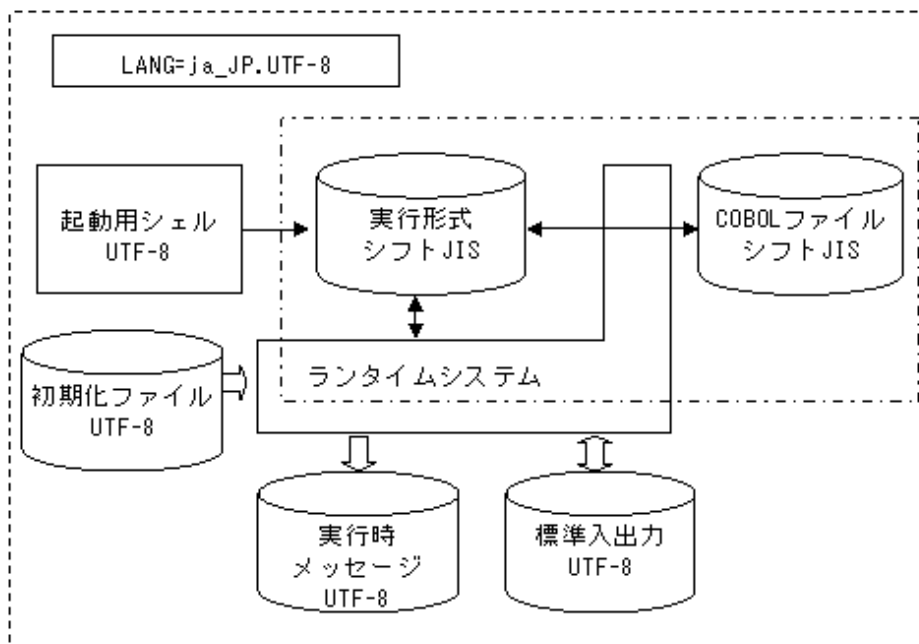 LANG=ja_JP.UTF-8
起動用シェル
UTF-8
実行形式
シフトJIS
COBOLファイル
シフトJIS
初期化ファイル
UTF-8
ランタイムシステム
実行時
メッセージ
UTF-8
標準入出力
UTF-8